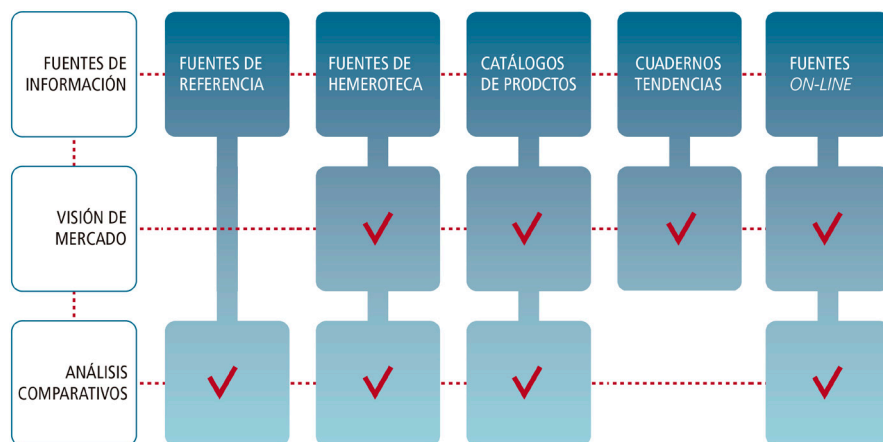 FUENTES DE
INFORMACIÓN
FUENTES DE
REFERENCIA
FUENTES DE
HEMEROTECA
CATÁLOGOS
DE PRODCTOS
CUADERNOS
TENDENCIAS
FUENTES
ON-LINE
VISIÓN DE
MERCADO
ANÁLISIS
COMPARATIVOS